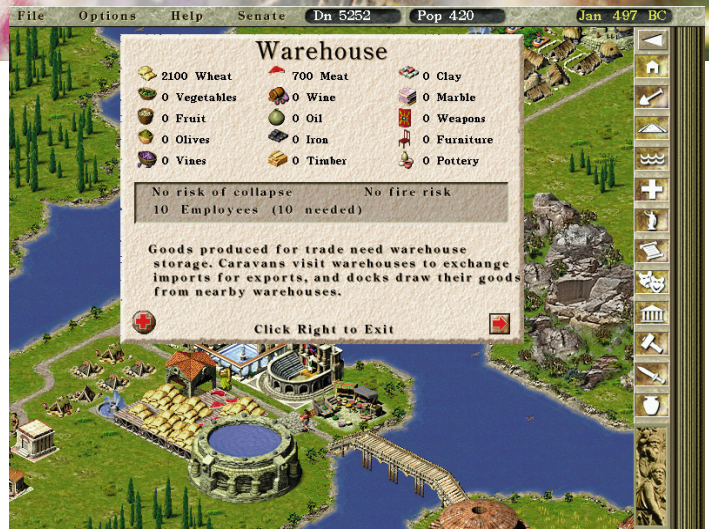 File Options Help Senate Dn 5252 Pop 420 Jan 497 BC
Warehouse
2100 Wheat 700 Meat 0 Clay
0 Vegetables 0 Wine 0 Marble
0 Fruit 0 Oil 0 Weapons
0 Olives 0 Iron 0 Furniture
0 Vines 0 Timber 0 Pottery
No risk of collapse No fire risk
10 Employees (10 needed)
Goods produced for trade need warehouse
storage. Caravans visit warehouses to exchange
imports for exports, and docks draw their goods
from nearby warehouses.
Click Right to Exit